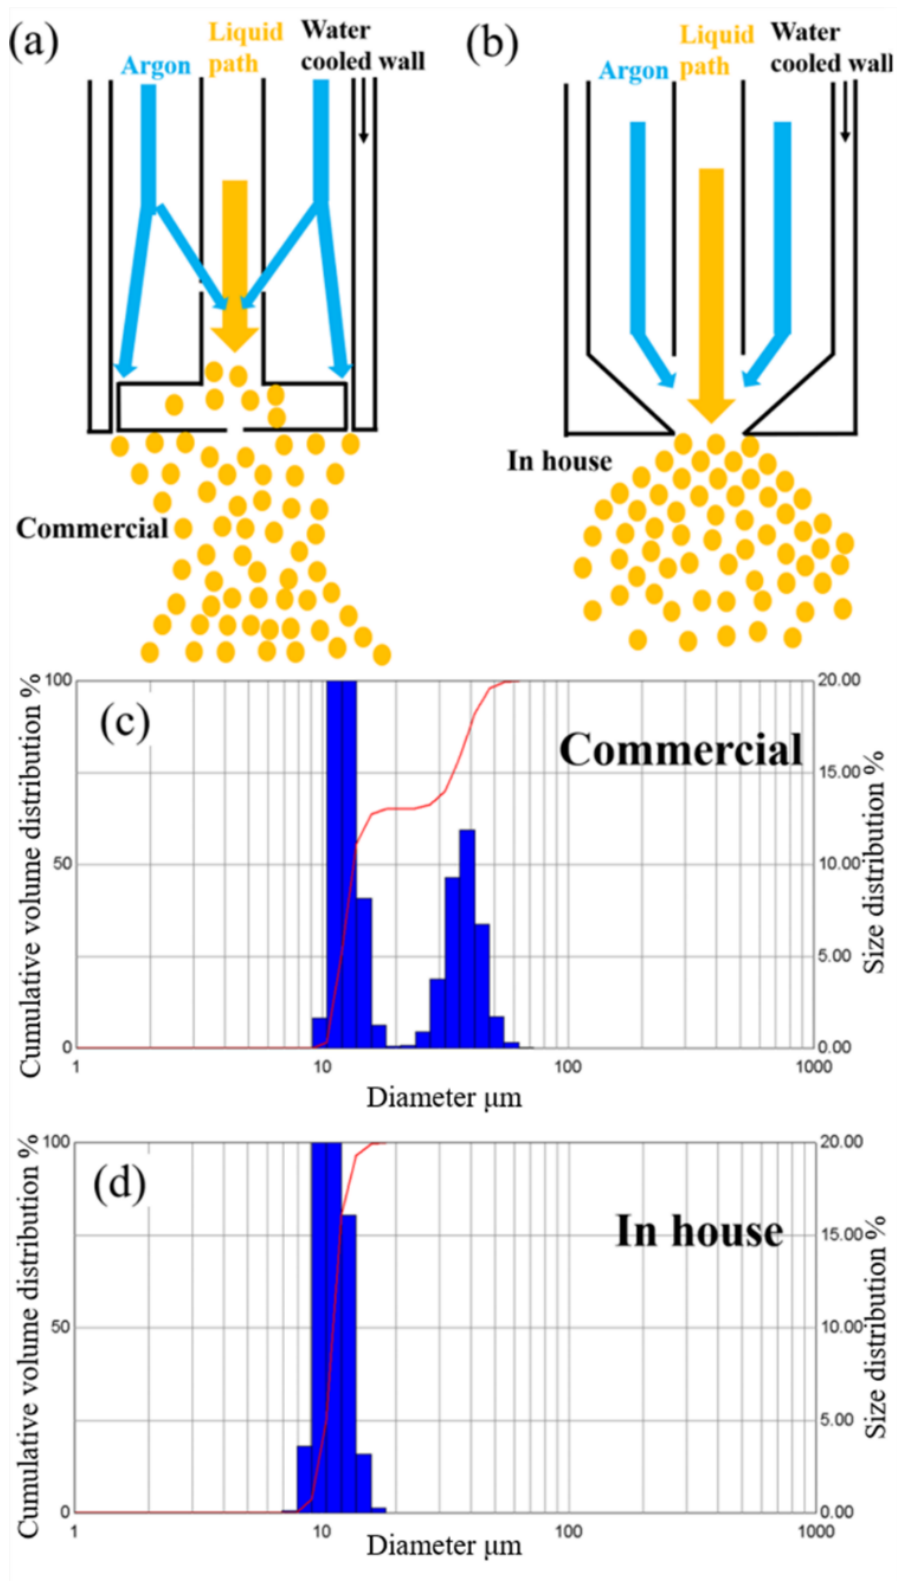 (a)
Argon
Liquid
path
Water
cooled wall
Commercial
(b)
Argon
Liquid
path
Water
cooled wall
In house
(c)
Commercial
Cumulative volume distribution %
100
50
0
20.00
15.00
10.00
5.00
0.00
Size distribution %
1 10 100 1000
Diameter μm
(d)
In house
Cumulative volume distribution %
100
50
0
20.00
15.00
10.00
5.00
0.00
Size distribution %
1 10 100 1000
Diameter μm